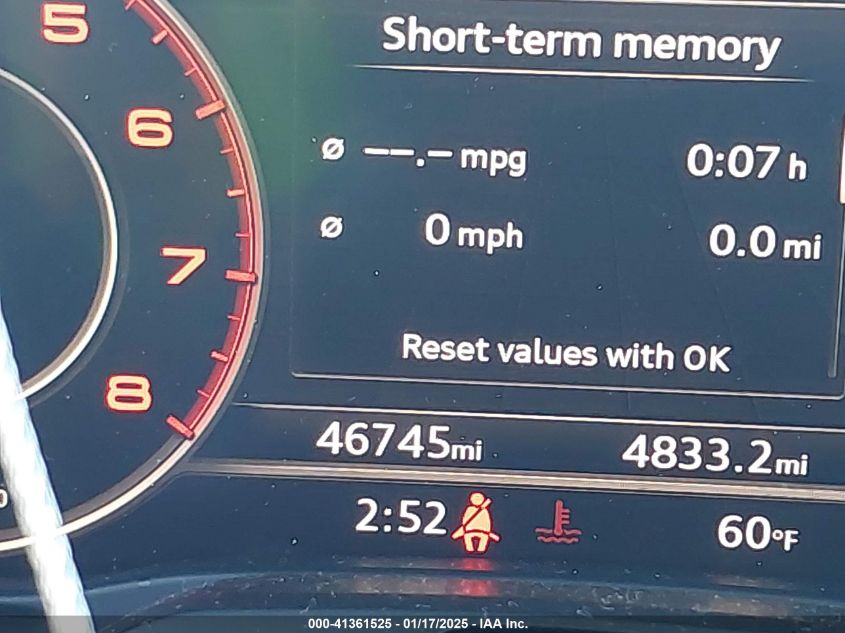 5
Short-term memory
6
Ø --.- mpg 0:07 h
Ø 0 mph 0.0 mi
7
Reset values with OK
8
46745mi 4833.2mi
2:52 60°F
000-41361525 - 01/17/2025 - IAA Inc.